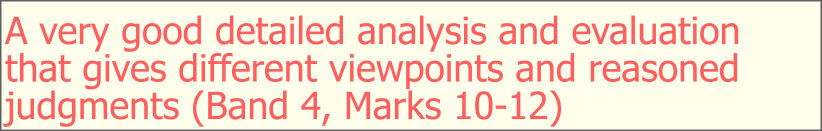 A very good detailed analysis and evaluation
that gives different viewpoints and reasoned
judgments (Band 4, Marks 10-12)